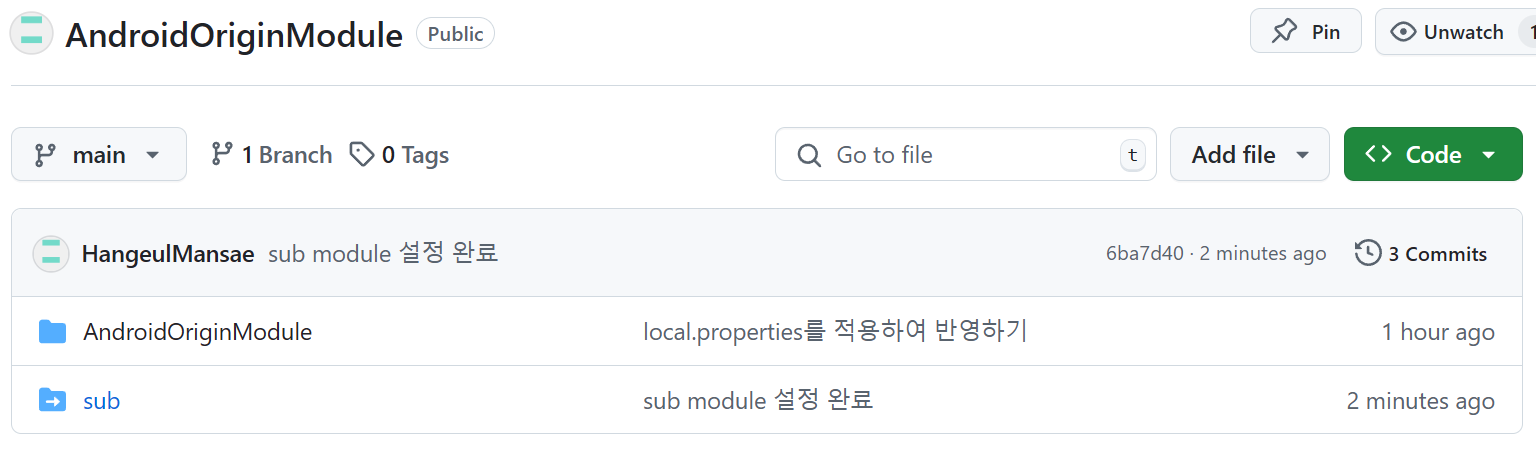 AndroidOriginModule Public Pin Unwatch 1
main 1 Branch 0 Tags Go to file t Add file Code
HangeulMansae sub module 설정 완료 6ba7d40 · 2 minutes ago 3 Commits
AndroidOriginModule local.properties를 적용하여 반영하기 1 hour ago
sub sub module 설정 완료 2 minutes ago